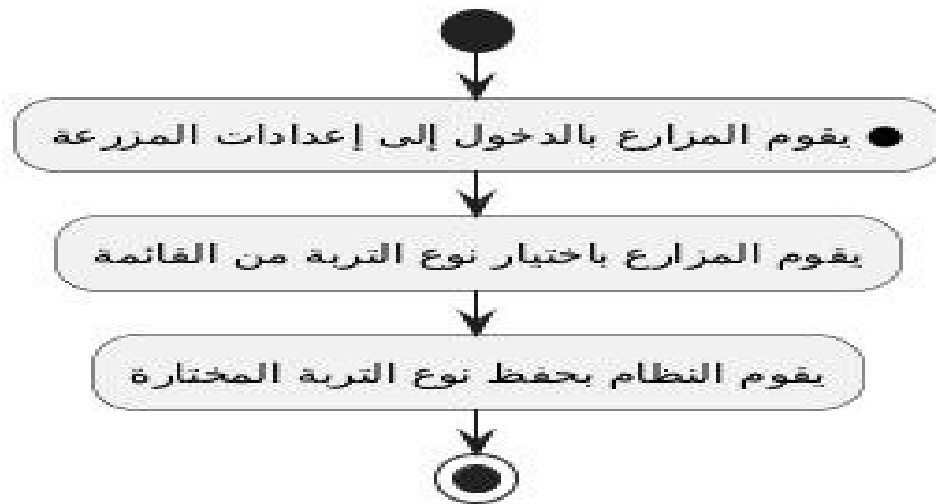 ● يقوم المزارع بالدخول إلى إعدادات المزرعة
يقوم المزارع باختيار نوع التربة من القائمة
يقوم النظام بحفظ نوع التربة المختارة